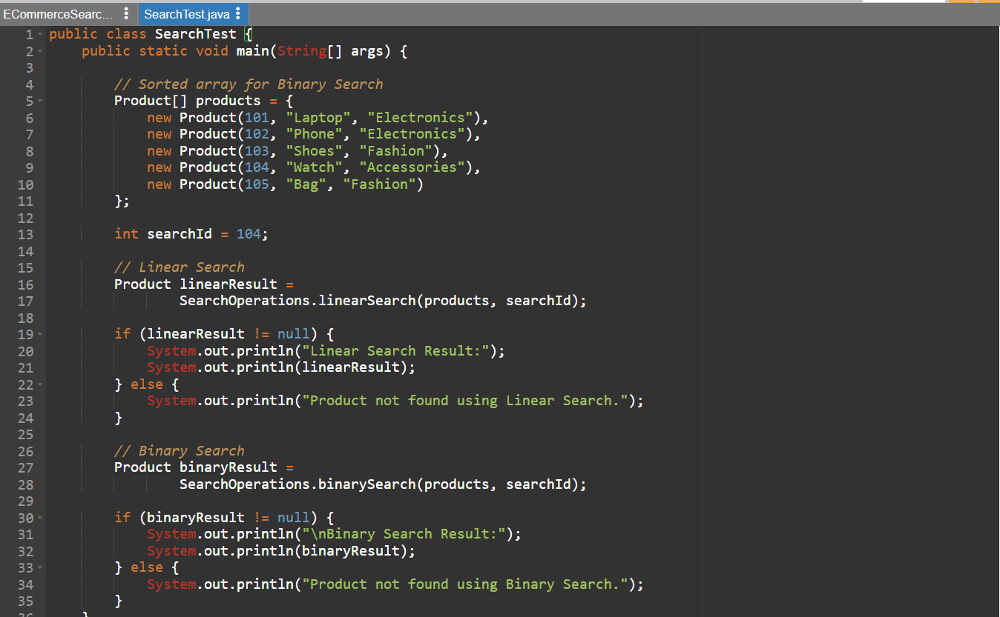 ECommerceSearc... SearchTest.java
1 public class SearchTest {
2     public static void main(String[] args) {
3
4         // Sorted array for Binary Search
5         Product[] products = {
6             new Product(101, "Laptop", "Electronics"),
7             new Product(102, "Phone", "Electronics"),
8             new Product(103, "Shoes", "Fashion"),
9             new Product(104, "Watch", "Accessories"),
10             new Product(105, "Bag", "Fashion")
11         };
12
13         int searchId = 104;
14
15         // Linear Search
16         Product linearResult =
17                 SearchOperations.linearSearch(products, searchId);
18
19         if (linearResult != null) {
20             System.out.println("Linear Search Result:");
21             System.out.println(linearResult);
22         } else {
23             System.out.println("Product not found using Linear Search.");
24         }
25
26         // Binary Search
27         Product binaryResult =
28                 SearchOperations.binarySearch(products, searchId);
29
30         if (binaryResult != null) {
31             System.out.println("\nBinary Search Result:");
32             System.out.println(binaryResult);
33         } else {
34             System.out.println("Product not found using Binary Search.");
35         }